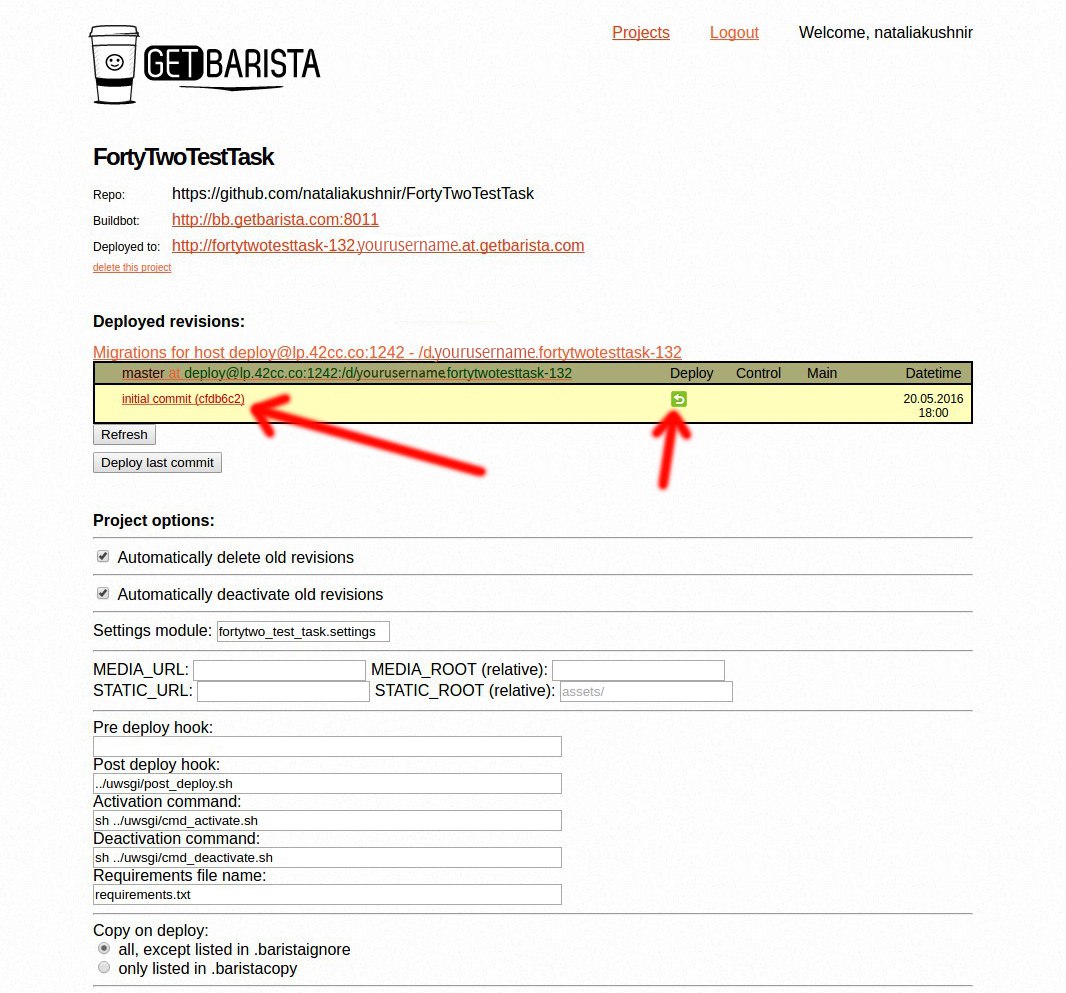 GETBARISTA
Projects Logout Welcome, nataliakushnir
FortyTwoTestTask
Repo: https://github.com/nataliakushnir/FortyTwoTestTask
Buildbot: http://bb.getbarista.com:8011
Deployed to: http://fortytwotesttask-132.yourusername.at.getbarista.com
delete this project
Deployed revisions:
Migrations for host deploy@lp.42cc.co:1242 - /d.yourusername.fortytwotesttask-132
master at deploy@lp.42cc.co:1242:/d/yourusername.fortytwotesttask-132 Deploy Control Main Datetime
initial commit (cfdb6c2) 20.05.2016
18:00
Refresh
Deploy last commit
Project options:
Automatically delete old revisions
Automatically deactivate old revisions
Settings module: fortytwo_test_task.settings
MEDIA_URL: MEDIA_ROOT (relative):
STATIC_URL: STATIC_ROOT (relative): assets/
Pre deploy hook:
Post deploy hook:
../uwsgi/post_deploy.sh
Activation command:
sh ../uwsgi/cmd_activate.sh
Deactivation command:
sh ../uwsgi/cmd_deactivate.sh
Requirements file name:
requirements.txt
Copy on deploy:
all, except listed in .baristaignore
only listed in .baristacopy